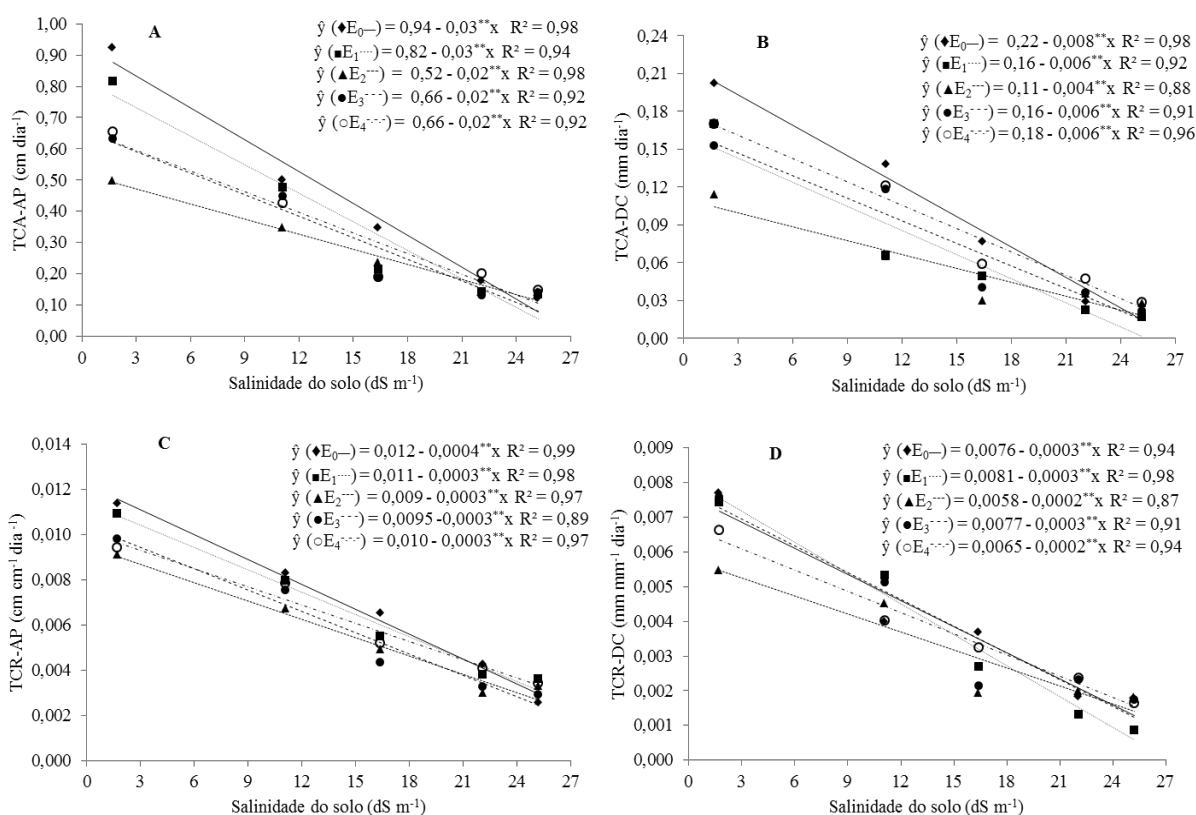 A
ŷ (♦E₀—) = 0,94 - 0,03**x R² = 0,98
ŷ (■E₁·····) = 0,82 - 0,03**x R² = 0,94
ŷ (▲E₂---) = 0,52 - 0,02**x R² = 0,98
ŷ (●E₃- - -) = 0,66 - 0,02**x R² = 0,92
ŷ (○E₄-·-·-) = 0,66 - 0,02**x R² = 0,92
TCA-AP (cm dia⁻¹)
1,00
0,90
0,80
0,70
0,60
0,50
0,40
0,30
0,20
0,10
0,00
0 3 6 9 12 15 18 21 24 27
Salinidade do solo (dS m⁻¹)
B
ŷ (♦E₀—) = 0,22 - 0,008**x R² = 0,98
ŷ (■E₁·····) = 0,16 - 0,006**x R² = 0,92
ŷ (▲E₂---) = 0,11 - 0,004**x R² = 0,88
ŷ (●E₃- - -) = 0,16 - 0,006**x R² = 0,91
ŷ (○E₄-·-·-) = 0,18 - 0,006**x R² = 0,96
TCA-DC (mm dia⁻¹)
0,24
0,21
0,18
0,15
0,12
0,09
0,06
0,03
0,00
0 3 6 9 12 15 18 21 24 27
Salinidade do solo (dS m⁻¹)
C
ŷ (♦E₀—) = 0,012 - 0,0004**x R² = 0,99
ŷ (■E₁·····) = 0,011 - 0,0003**x R² = 0,98
ŷ (▲E₂---) = 0,009 - 0,0003**x R² = 0,97
ŷ (●E₃- - -) = 0,0095 - 0,0003**x R² = 0,89
ŷ (○E₄-·-·-) = 0,010 - 0,0003**x R² = 0,97
TCR-AP (cm cm⁻¹ dia⁻¹)
0,014
0,012
0,010
0,008
0,006
0,004
0,002
0,000
0 3 6 9 12 15 18 21 24 27
Salinidade do solo (dS m⁻¹)
D
ŷ (♦E₀—) = 0,0076 - 0,0003**x R² = 0,94
ŷ (■E₁·····) = 0,0081 - 0,0003**x R² = 0,98
ŷ (▲E₂---) = 0,0058 - 0,0002**x R² = 0,87
ŷ (●E₃- - -) = 0,0077 - 0,0003**x R² = 0,91
ŷ (○E₄-·-·-) = 0,0065 - 0,0002**x R² = 0,94
TCR-DC (mm mm⁻¹ dia⁻¹)
0,009
0,008
0,007
0,006
0,005
0,004
0,003
0,002
0,001
0,000
0 3 6 9 12 15 18 21 24 27
Salinidade do solo (dS m⁻¹)